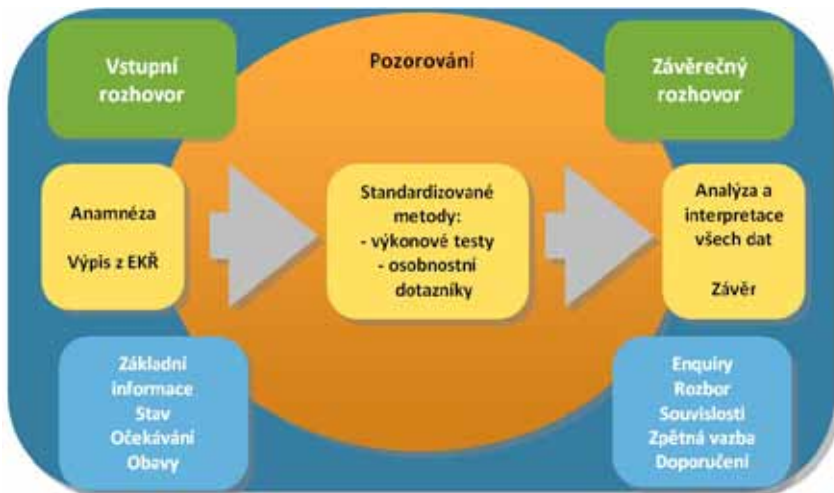 Vstupní
rozhovor
Pozorování
Závěrečný
rozhovor
Anamnéza
Výpis z EKŘ
Standardizované
metody:
- výkonové testy
- osobnostní
dotazníky
Analýza a
interpretace
všech dat
Závěr
Základní
informace
Stav
Očekávání
Obavy
Enquiry
Rozbor
Souvislosti
Zpětná vazba
Doporučení